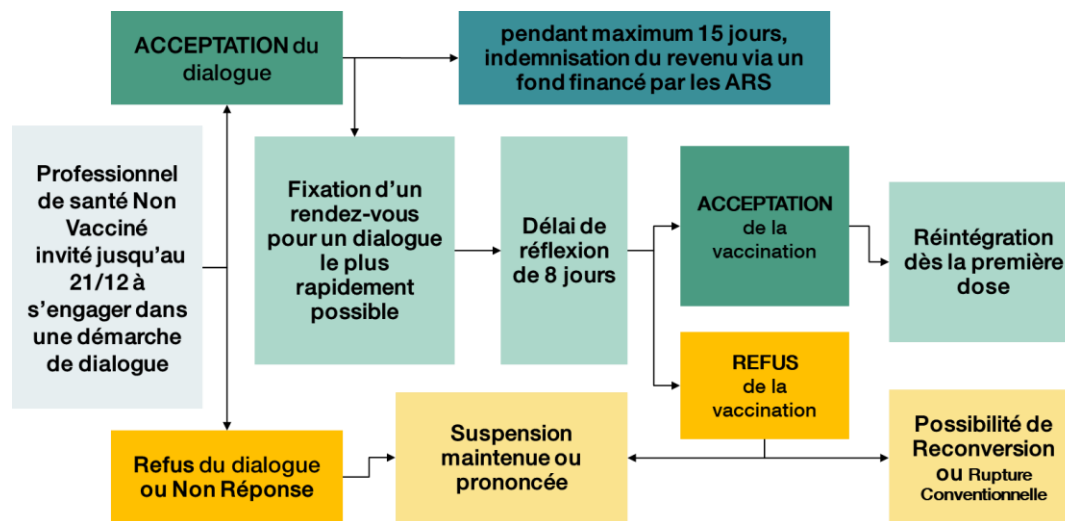 ACCEPTATION du
dialogue
pendant maximum 15 jours,
indemnisation du revenu via un
fond financé par les ARS
Professionnel
de santé Non
Vacciné
invité jusqu’au
21/12 à
s’engager dans
une démarche
de dialogue
Fixation d’un
rendez-vous
pour un dialogue
le plus
rapidement
possible
Délai de
réflexion
de 8 jours
ACCEPTATION
de la
vaccination
Réintégration
dès la première
dose
REFUS
de la
vaccination
Refus du dialogue
ou Non Réponse
Suspension
maintenue ou
prononcée
Possibilité de
Reconversion
ou Rupture
Conventionnelle